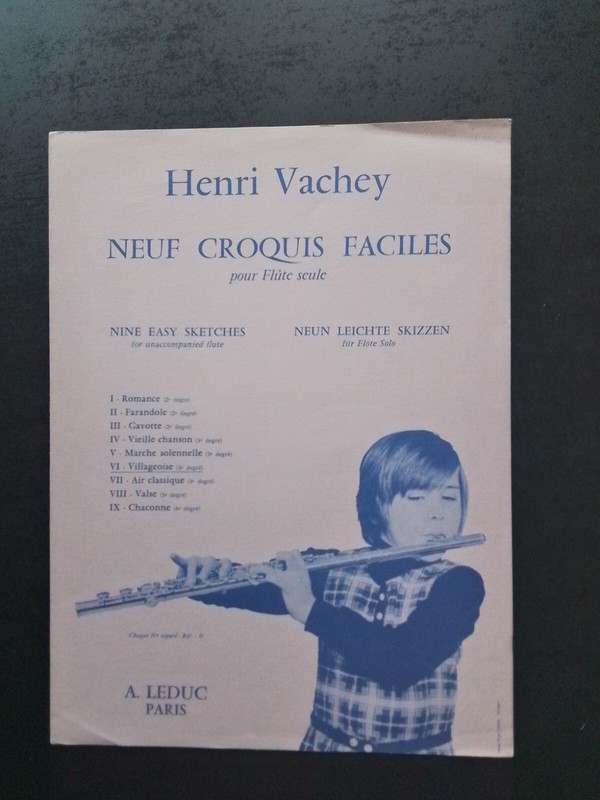 Henri Vachey
NEUF CROQUIS FACILES
pour Flûte seule
NINE EASY SKETCHES
for unaccompanied flute
NEUN LEICHTE SKIZZEN
für Flöte Solo
I - Romance
II - Farandole
III - Gavotte
IV - Vieille chanson
V - Marche solennelle
VI - Villageoise
VII - Air classique
VIII - Valse
IX - Chaconne
Chaque N° séparé
A. LEDUC
PARIS